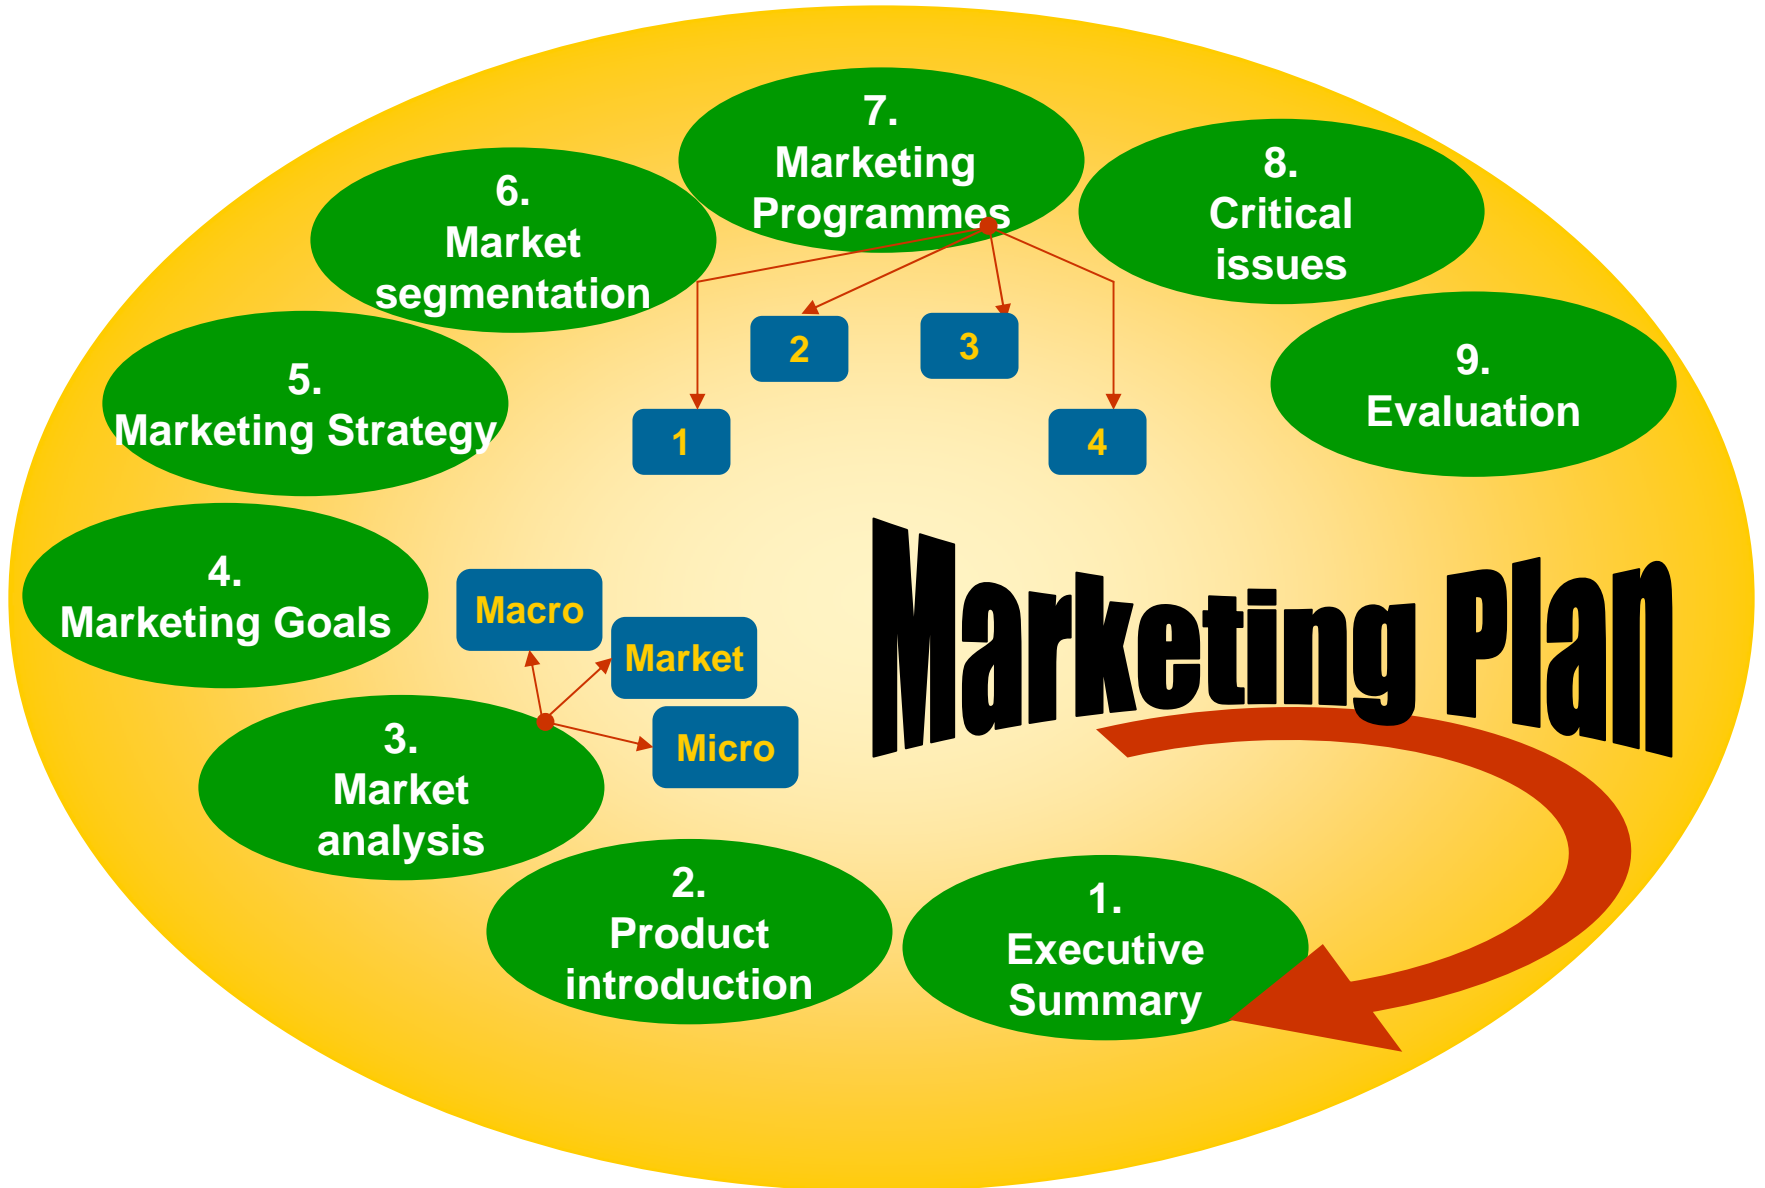 7.
Marketing
Programmes
8.
Critical
issues
6.
Market
segmentation
9.
Evaluation
5.
Marketing Strategy
2
3
1
4
4.
Marketing Goals
Macro
Market
Micro
Marketing Plan
3.
Market
analysis
2.
Product
introduction
1.
Executive
Summary